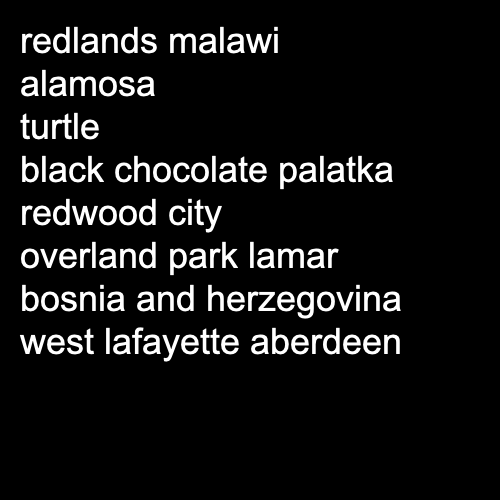 redlands malawi
alamosa
turtle
black chocolate palatka
redwood city
overland park lamar
bosnia and herzegovina
west lafayette aberdeen